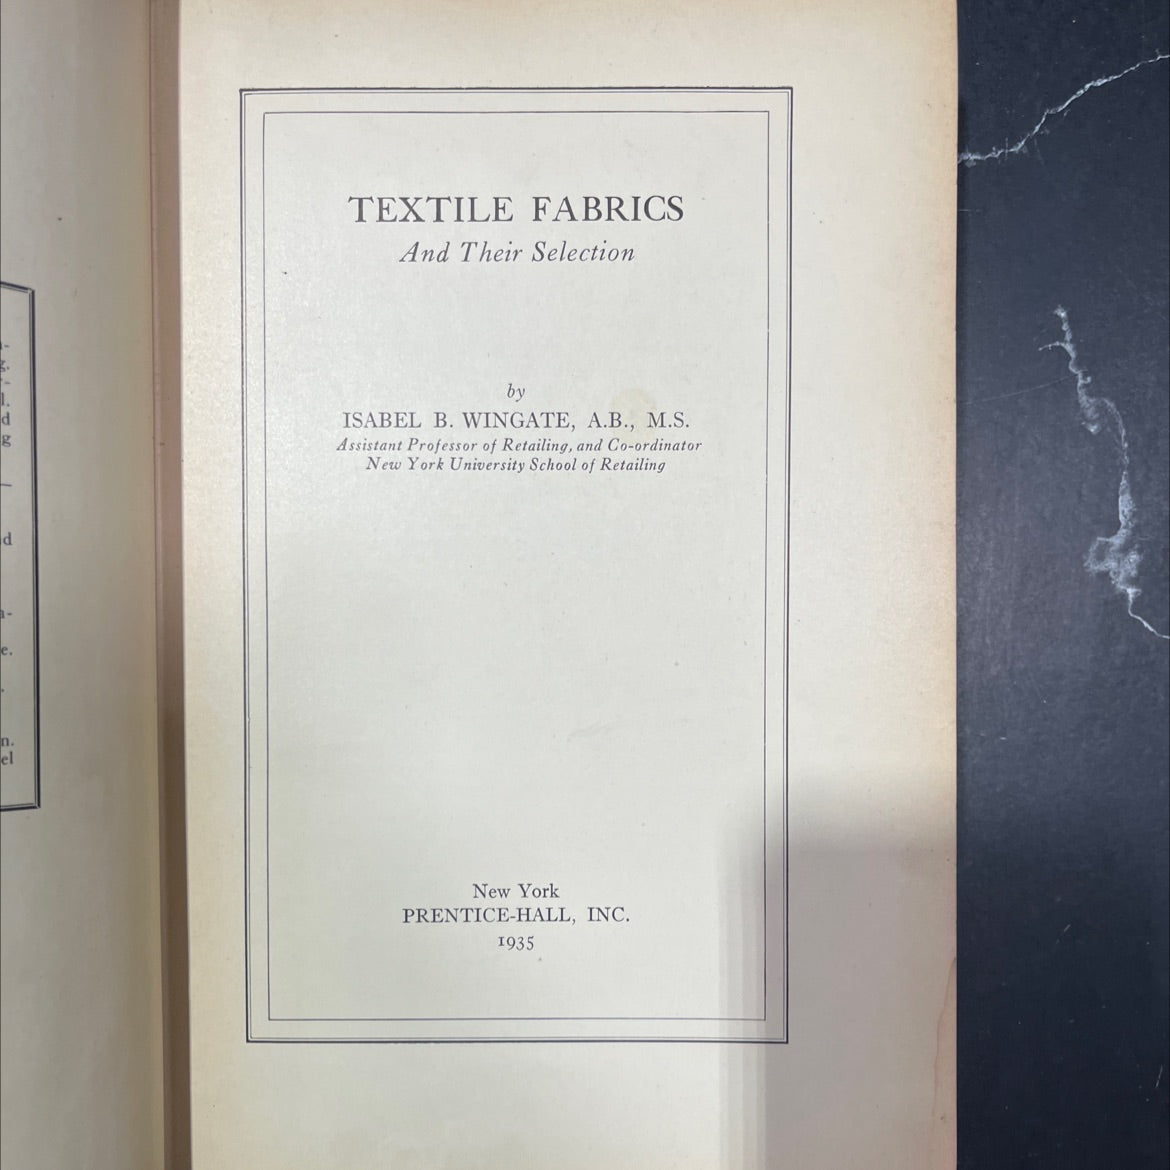 TEXTILE FABRICS
And Their Selection
by
ISABEL B. WINGATE, A.B., M.S.
Assistant Professor of Retailing, and Co-ordinator
New York University School of Retailing
New York
PRENTICE-HALL, INC.
1935